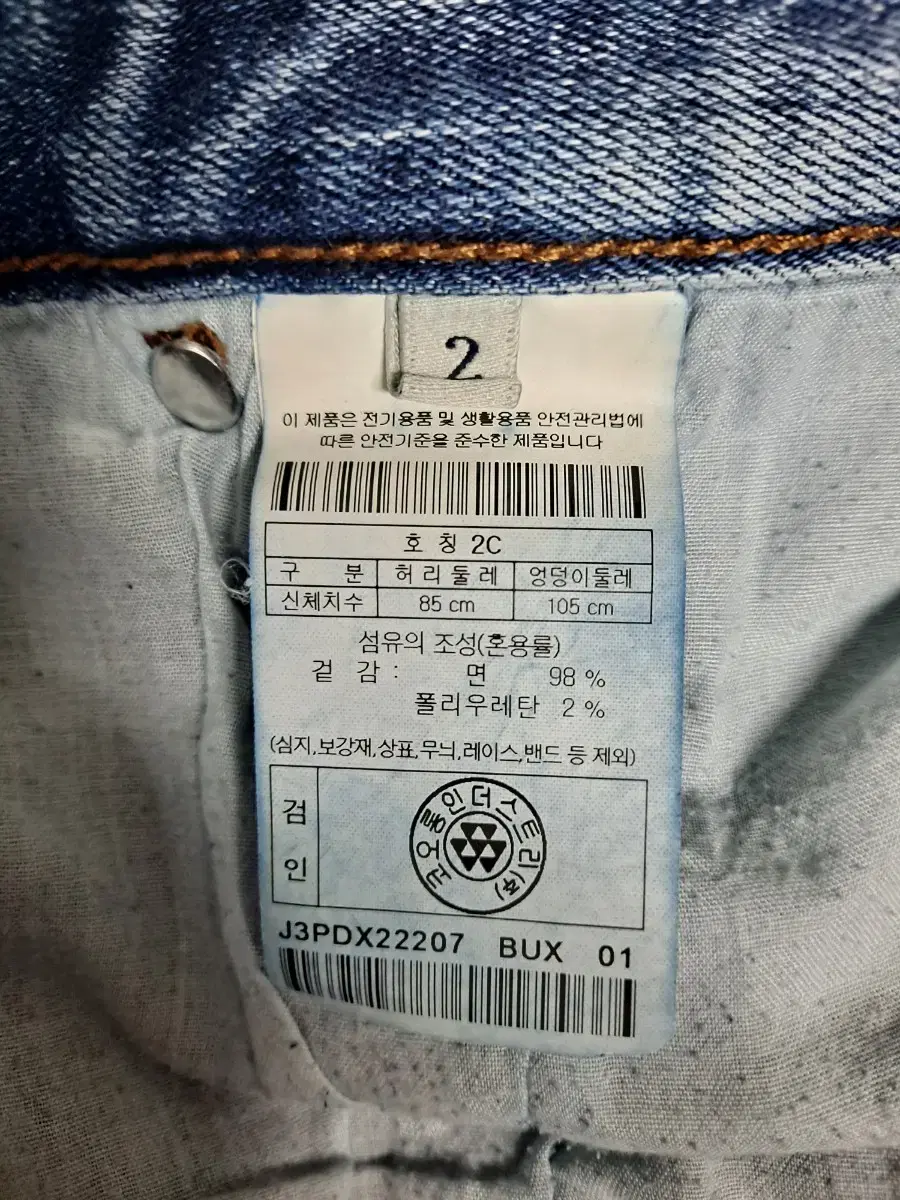 2
이 제품은 전기용품 및 생활용품 안전관리법에
따른 안전기준을 준수한 제품입니다
호 칭 2C
구 분 허리둘레 엉덩이둘레
신체치수 85 cm 105 cm
섬유의 조성(혼용률)
겉 감 : 면 98 %
폴리우레탄 2 %
(심지,보강재,상표,무늬,레이스,밴드 등 제외)
검인
코오롱인더스트리(주)
J3PDX22207 BUX 01